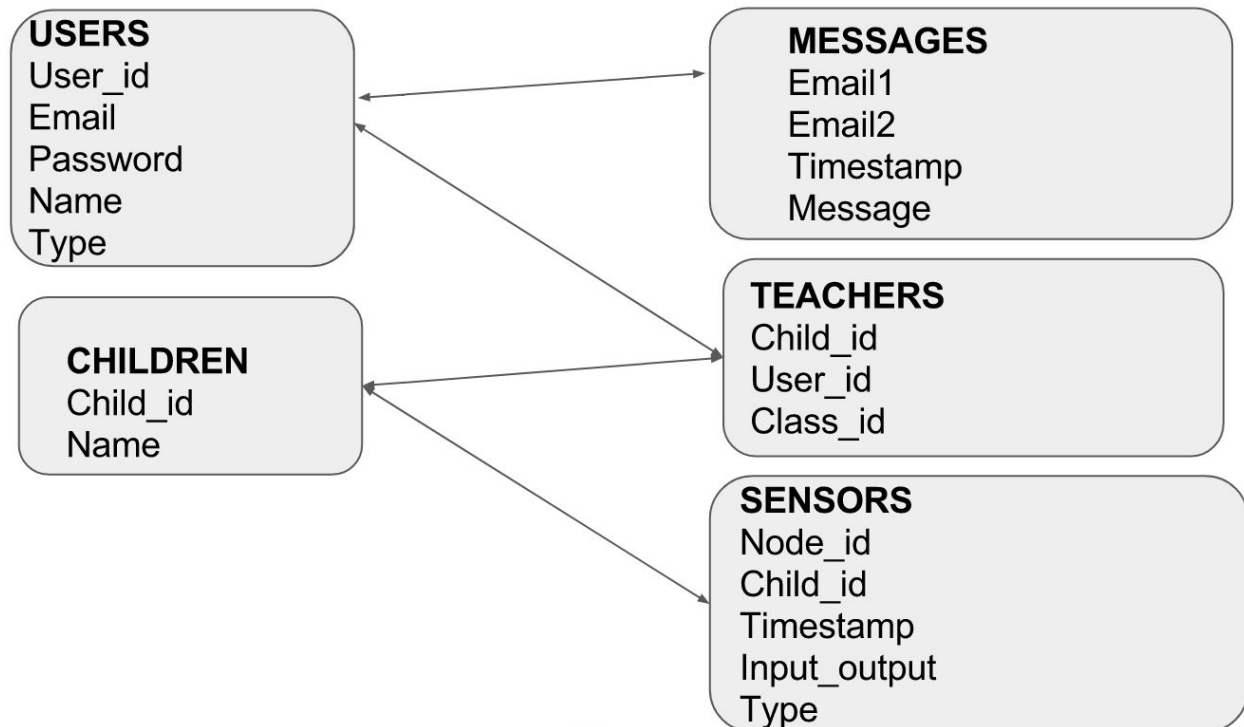 USERS
User_id
Email
Password
Name
Type
MESSAGES
Email1
Email2
Timestamp
Message
CHILDREN
Child_id
Name
TEACHERS
Child_id
User_id
Class_id
SENSORS
Node_id
Child_id
Timestamp
Input_output
Type